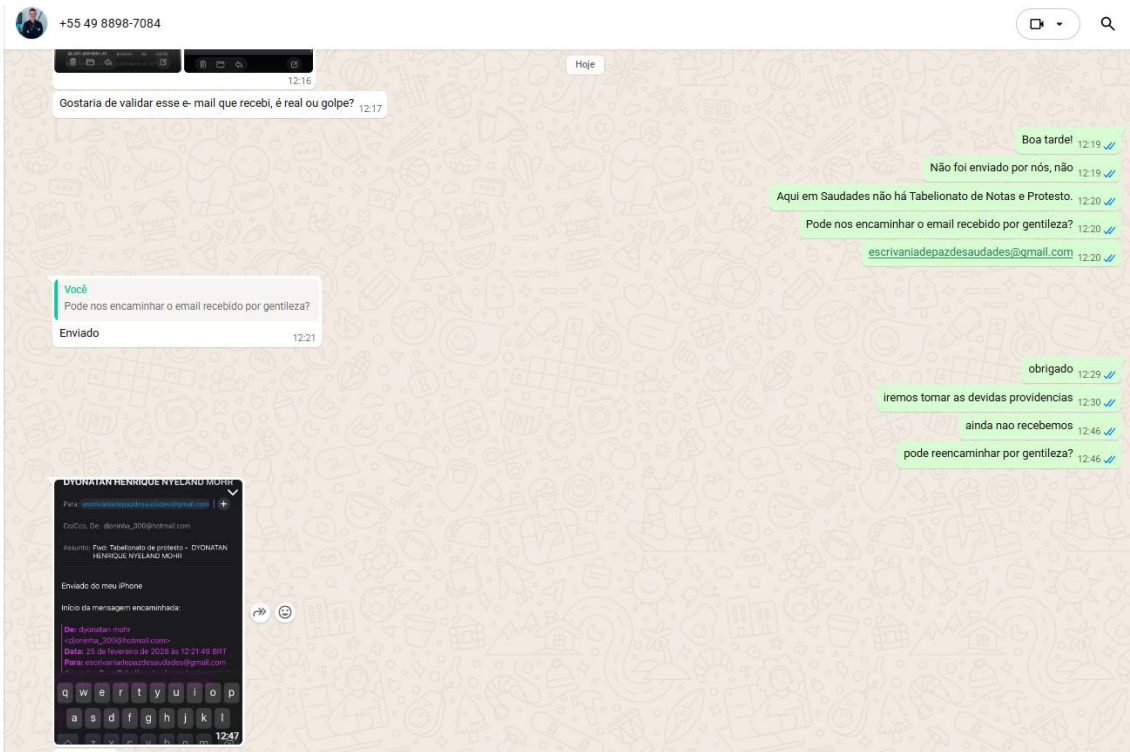 +55 49 8898-7084
12:16
Hoje
Gostaria de validar esse e- mail que recebi, é real ou golpe? 12:17
Boa tarde! 12:19
Não foi enviado por nós, não 12:19
Aqui em Saudades não há Tabelionato de Notas e Protesto. 12:20
Pode nos encaminhar o email recebido por gentileza? 12:20
escrivaniadepazdesaudades@gmail.com 12:20
Você
Pode nos encaminhar o email recebido por gentileza?
Enviado 12:21
obrigado 12:29
iremos tomar as devidas providencias 12:30
ainda nao recebemos 12:46
pode reencaminhar por gentileza? 12:46
DYONATAN HENRIQUE NYELAND MOHR
Para: escrivaniadepazdesaudades@gmail.com
Cc/Cco, De: djoninha_300@hotmail.com
Assunto: Fwd: Tabelionato de protesto - DYONATAN
HENRIQUE NYELAND MOHR
Enviado do meu iPhone
Início da mensagem encaminhada:
De: dyonatan mohr
<djoninha_300@hotmail.com>
Data: 25 de fevereiro de 2026 às 12:21:49 BRT
Para: escrivaniadepazdesaudades@gmail.com
q w e r t y u i o p
a s d f g h j k l
z x c v b n m
12:47